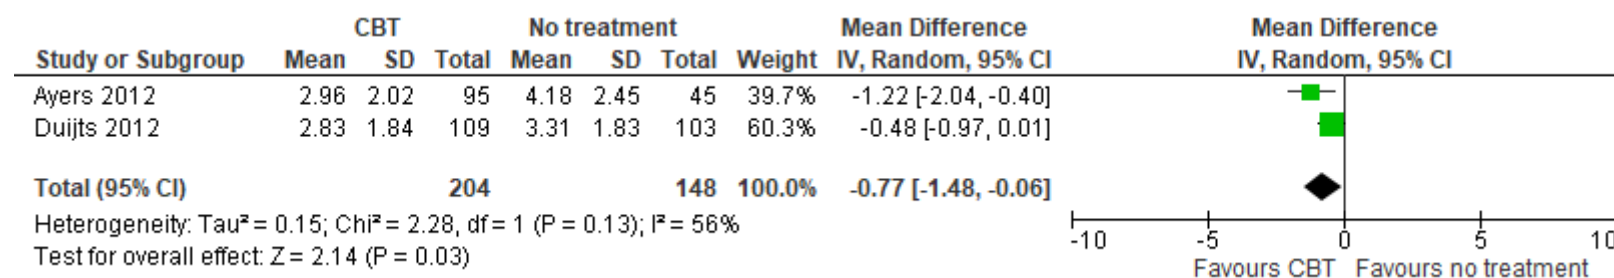 CBT No treatment Mean Difference Mean Difference
Study or Subgroup Mean SD Total Mean SD Total Weight IV, Random, 95% CI IV, Random, 95% CI
Ayers 2012 2.96 2.02 95 4.18 2.45 45 39.7% -1.22 [-2.04, -0.40]
Duijts 2012 2.83 1.84 109 3.31 1.83 103 60.3% -0.48 [-0.97, 0.01]
Total (95% CI) 204 148 100.0% -0.77 [-1.48, -0.06]
Heterogeneity: Tau² = 0.15; Chi² = 2.28, df = 1 (P = 0.13); I² = 56%
Test for overall effect: Z = 2.14 (P = 0.03)
-10 -5 0 5 10
Favours CBT Favours no treatment